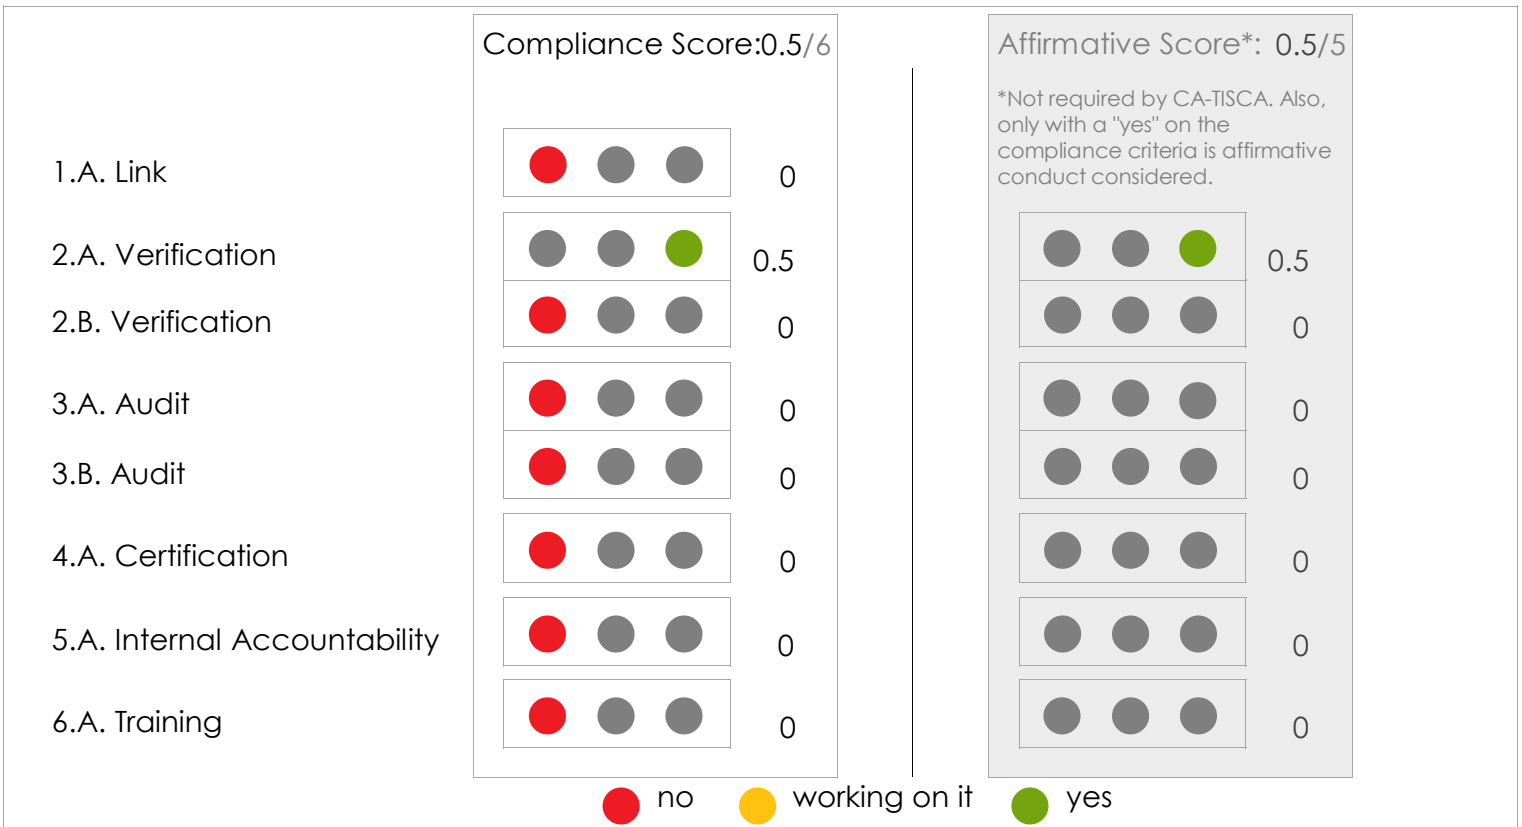 Compliance Score:0.5/6
Affirmative Score*: 0.5/5
*Not required by CA-TISCA. Also,
only with a "yes" on the
compliance criteria is affirmative
conduct considered.
1.A. Link 0
2.A. Verification 0.5 0.5
2.B. Verification 0 0
3.A. Audit 0 0
3.B. Audit 0 0
4.A. Certification 0 0
5.A. Internal Accountability 0 0
6.A. Training 0 0
no working on it yes